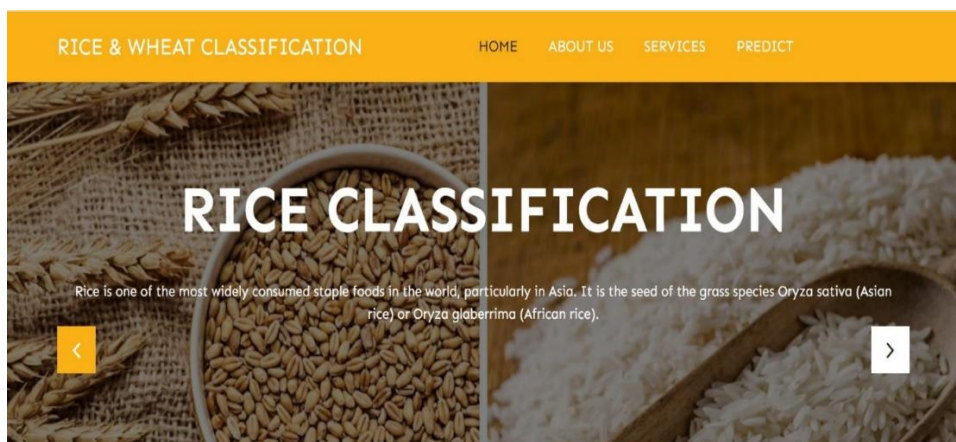 RICE & WHEAT CLASSIFICATION HOME ABOUT US SERVICES PREDICT
RICE CLASSIFICATION
Rice is one of the most widely consumed staple foods in the world, particularly in Asia. It is the seed of the grass species Oryza sativa (Asian
rice) or Oryza glaberrima (African rice).